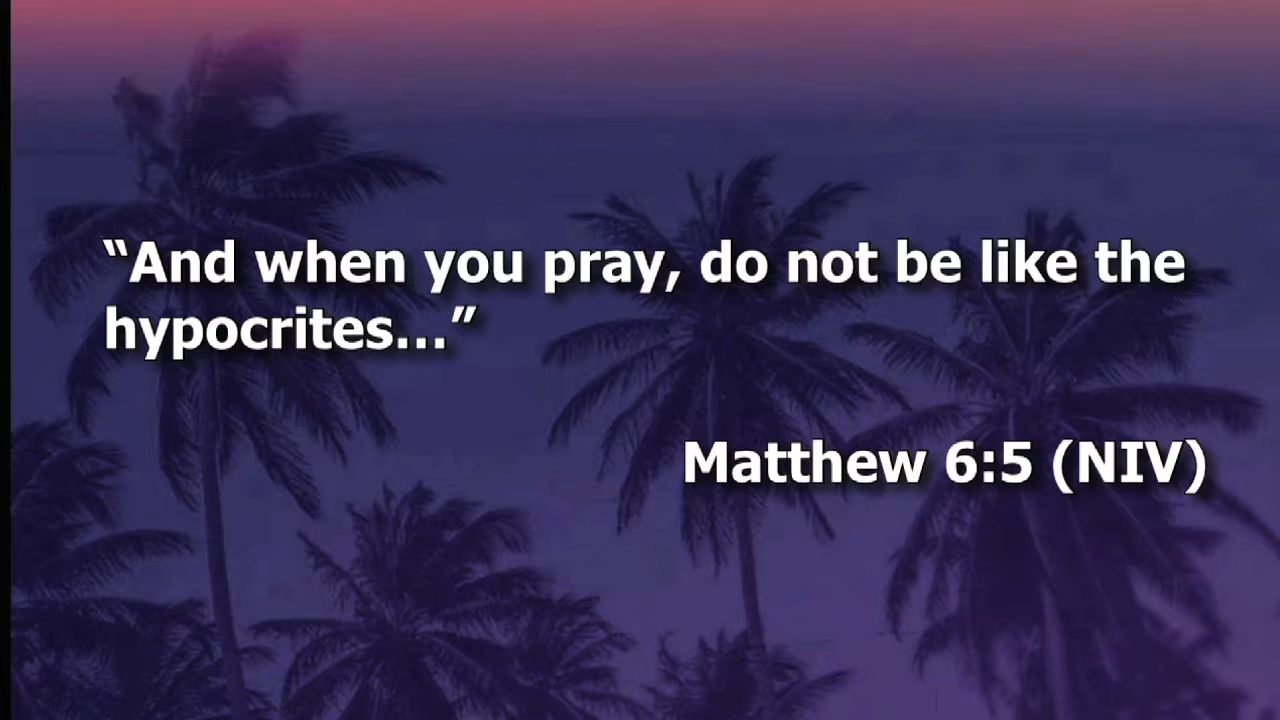 “And when you pray, do not be like the
hypocrites…”
Matthew 6:5 (NIV)